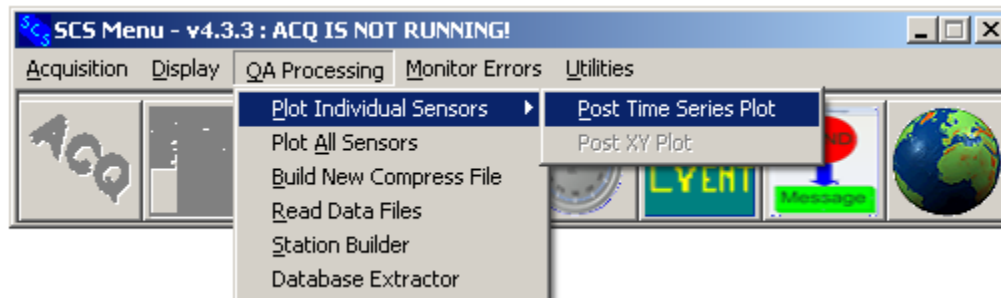 SCS SCS Menu - v4.3.3 : ACQ IS NOT RUNNING!
Acquisition Display QA Processing Monitor Errors Utilities
Plot Individual Sensors Post Time Series Plot
Plot All Sensors Post XY Plot
Build New Compress File
Read Data Files
Station Builder
Database Extractor
ACQ
EVENT
ND
Message